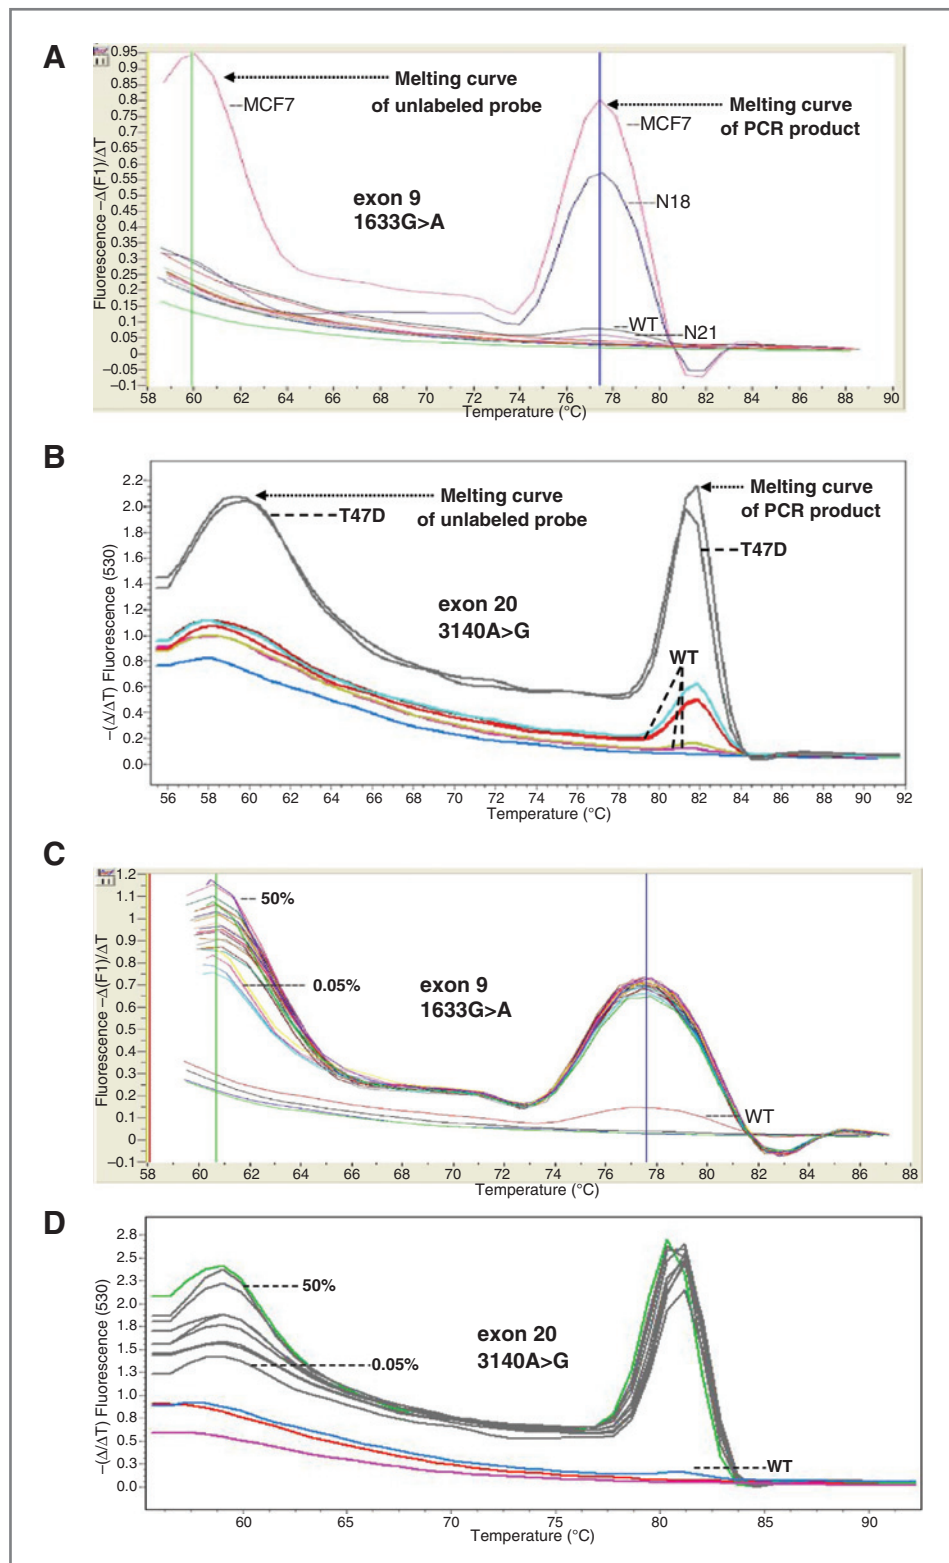 A
Fluorescence –Δ(F1)/ΔT
0.95
0.9
0.85
0.8
0.75
0.7
0.65
0.6
0.55
0.5
0.45
0.4
0.35
0.3
0.25
0.2
0.15
0.1
0.05
0
–0.05
–0.1
Melting curve
of unlabeled probe
MCF7
Melting curve
of PCR product
MCF7
exon 9
1633G>A
N18
WT
N21
58 60 62 64 66 68 70 72 74 76 78 80 82 84 86 88 90
Temperature (°C)
B
–(Δ/ΔT) Fluorescence (530)
2.2
2.0
1.8
1.6
1.4
1.2
1.0
0.8
0.6
0.4
0.2
0.0
Melting curve
of unlabeled probe
T47D
Melting curve
of PCR product
T47D
exon 20
3140A>G
WT
56 58 60 62 64 66 68 70 72 74 76 78 80 82 84 86 88 90 92
Temperature (°C)
C
Fluorescence –Δ(F1)/ΔT
1.2
1.1
1
0.9
0.8
0.7
0.6
0.5
0.4
0.3
0.2
0.1
0
–0.1
50%
0.05%
exon 9
1633G>A
WT
58 60 62 64 66 68 70 72 74 76 78 80 82 84 86 88
Temperature (°C)
D
–(Δ/ΔT) Fluorescence (530)
2.8
2.5
2.3
2.0
1.8
1.5
1.3
1.0
0.8
0.5
0.3
0.0
50%
0.05%
exon 20
3140A>G
WT
60 65 70 75 80 85 90
Temperature (°C)